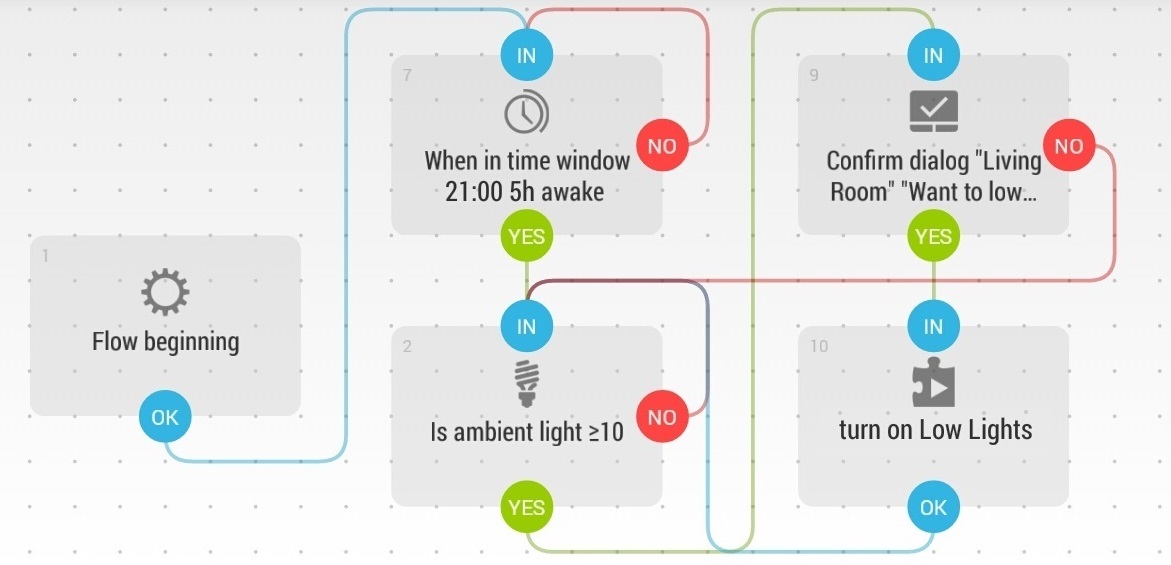 1
Flow beginning
OK
IN
7
When in time window
21:00 5h awake
NO
YES
IN
2
Is ambient light ≥10
NO
YES
IN
9
Confirm dialog "Living
Room" "Want to low...
NO
YES
IN
10
turn on Low Lights
OK